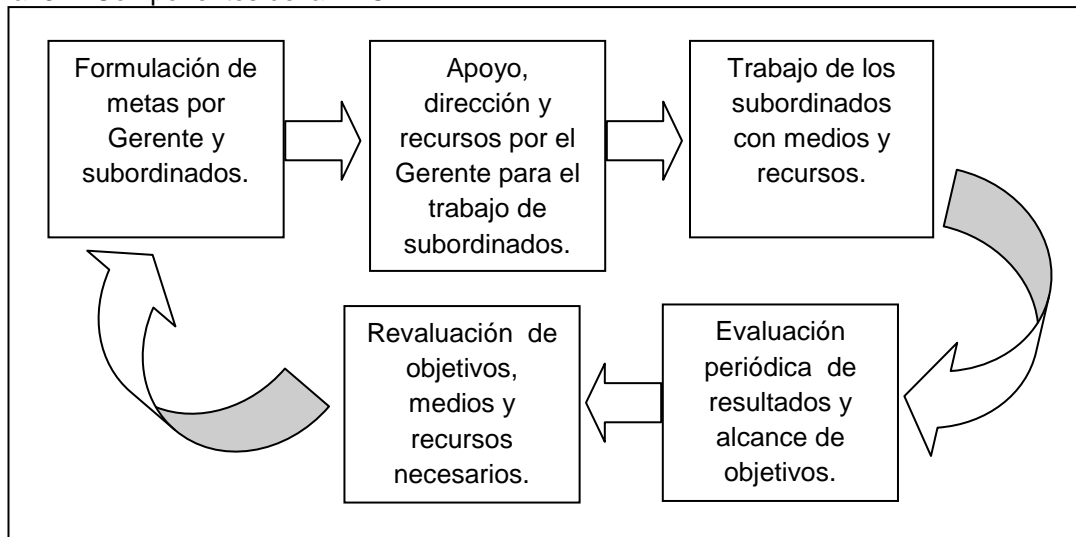 Formulación de
metas por
Gerente y
subordinados.
Apoyo,
dirección y
recursos por el
Gerente para el
trabajo de
subordinados.
Trabajo de los
subordinados
con medios y
recursos.
Evaluación
periódica de
resultados y
alcance de
objetivos.
Revaluación de
objetivos,
medios y
recursos
necesarios.